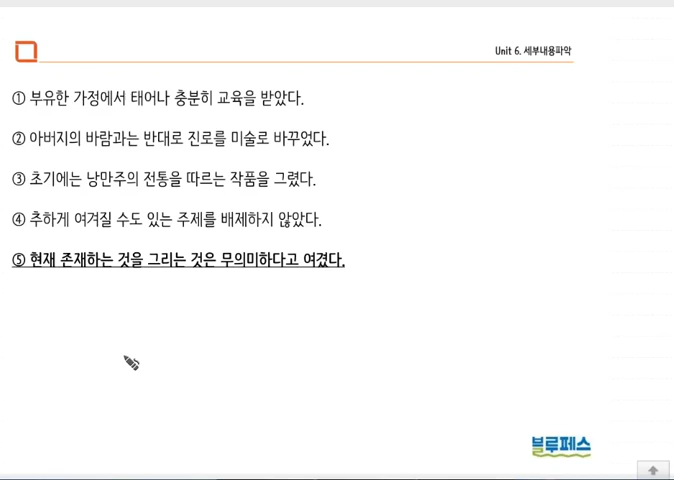 Unit 6. 세부내용파악
① 부유한 가정에서 태어나 충분히 교육을 받았다.
② 아버지의 바람과는 반대로 진로를 미술로 바꾸었다.
③ 초기에는 낭만주의 전통을 따르는 작품을 그렸다.
④ 추하게 여겨질 수도 있는 주제를 배제하지 않았다.
⑤ 현재 존재하는 것을 그리는 것은 무의미하다고 여겼다.
블루페스